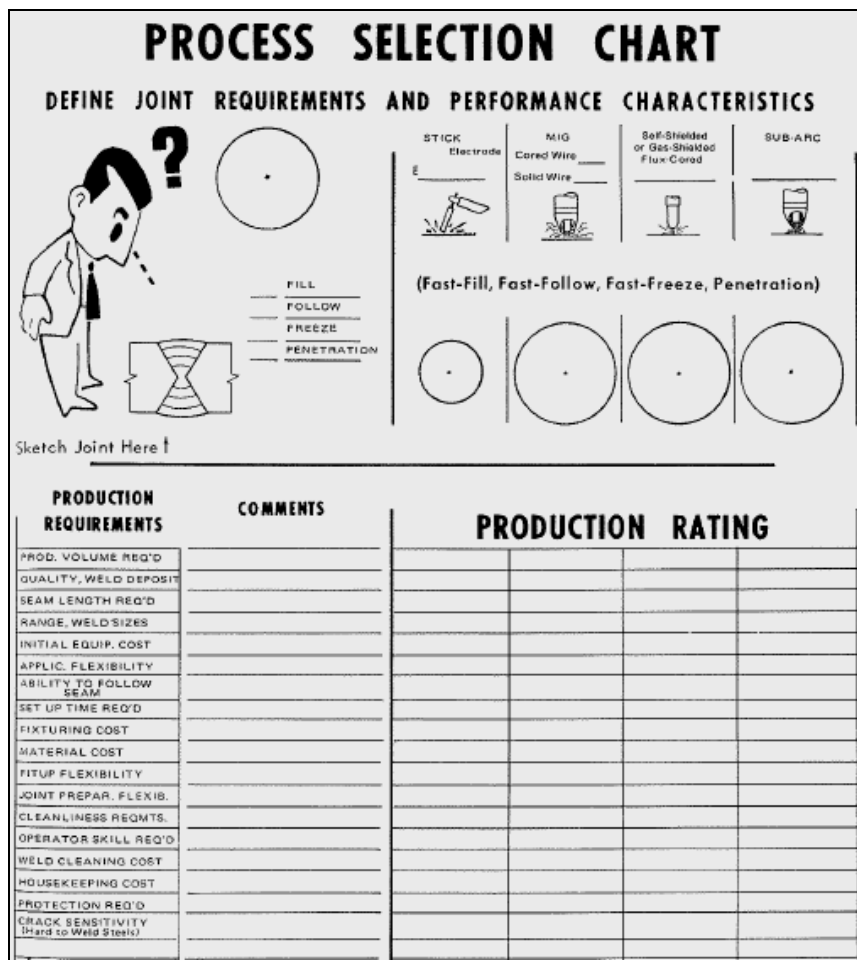 PROCESS SELECTION CHART
DEFINE JOINT REQUIREMENTS AND PERFORMANCE CHARACTERISTICS
?
FILL
FOLLOW
FREEZE
PENETRATION
Sketch Joint Here
STICK
Electrode
E
MIG
Cored Wire
Solid Wire
Self-Shielded
or Gas-Shielded
Flux-Cored
SUB-ARC
(Fast-Fill, Fast-Follow, Fast-Freeze, Penetration)
PRODUCTION
REQUIREMENTS
COMMENTS
PRODUCTION RATING
PROD. VOLUME REQ'D
QUALITY, WELD DEPOSIT
SEAM LENGTH REQ'D
RANGE, WELD SIZES
INITIAL EQUIP. COST
APPLIC. FLEXIBILITY
ABILITY TO FOLLOW
SEAM
SET UP TIME REQ'D
FIXTURING COST
MATERIAL COST
FITUP FLEXIBILITY
JOINT PREPAR. FLEXIB.
CLEANLINESS REQMTS.
OPERATOR SKILL REQ'D
WELD CLEANING COST
HOUSEKEEPING COST
PROTECTION REQ'D
CRACK SENSITIVITY
(Hard to Weld Steels)